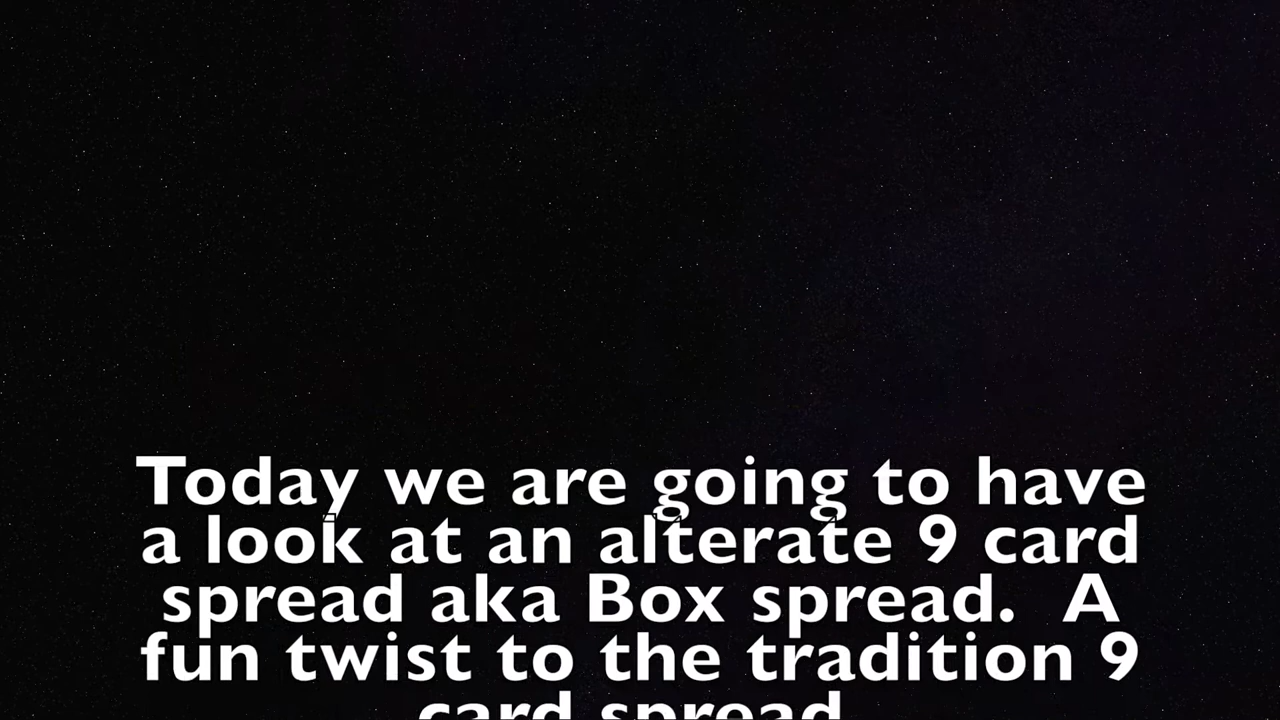 Today we are going to have
a look at an alterate 9 card
spread aka Box spread.  A
fun twist to the tradition 9
card spread